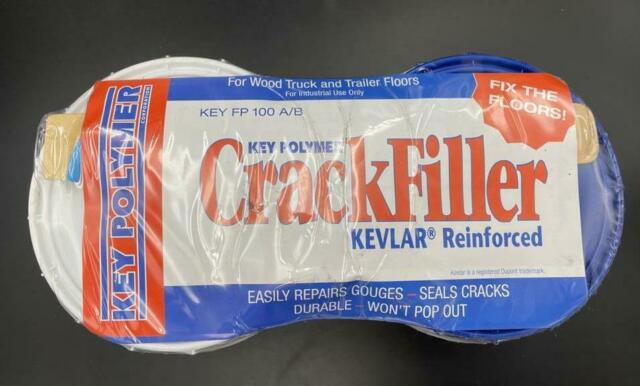 For Wood Truck and Trailer Floors
For Industrial Use Only
FIX THE
FLOORS!
KEY FP 100 A/B
KEY POLYMER
CORPORATION
KEY POLYMER
CrackFiller
KEVLAR® Reinforced
Kevlar is a registered Dupont trademark.
EASILY REPAIRS GOUGES – SEALS CRACKS
DURABLE – WON'T POP OUT